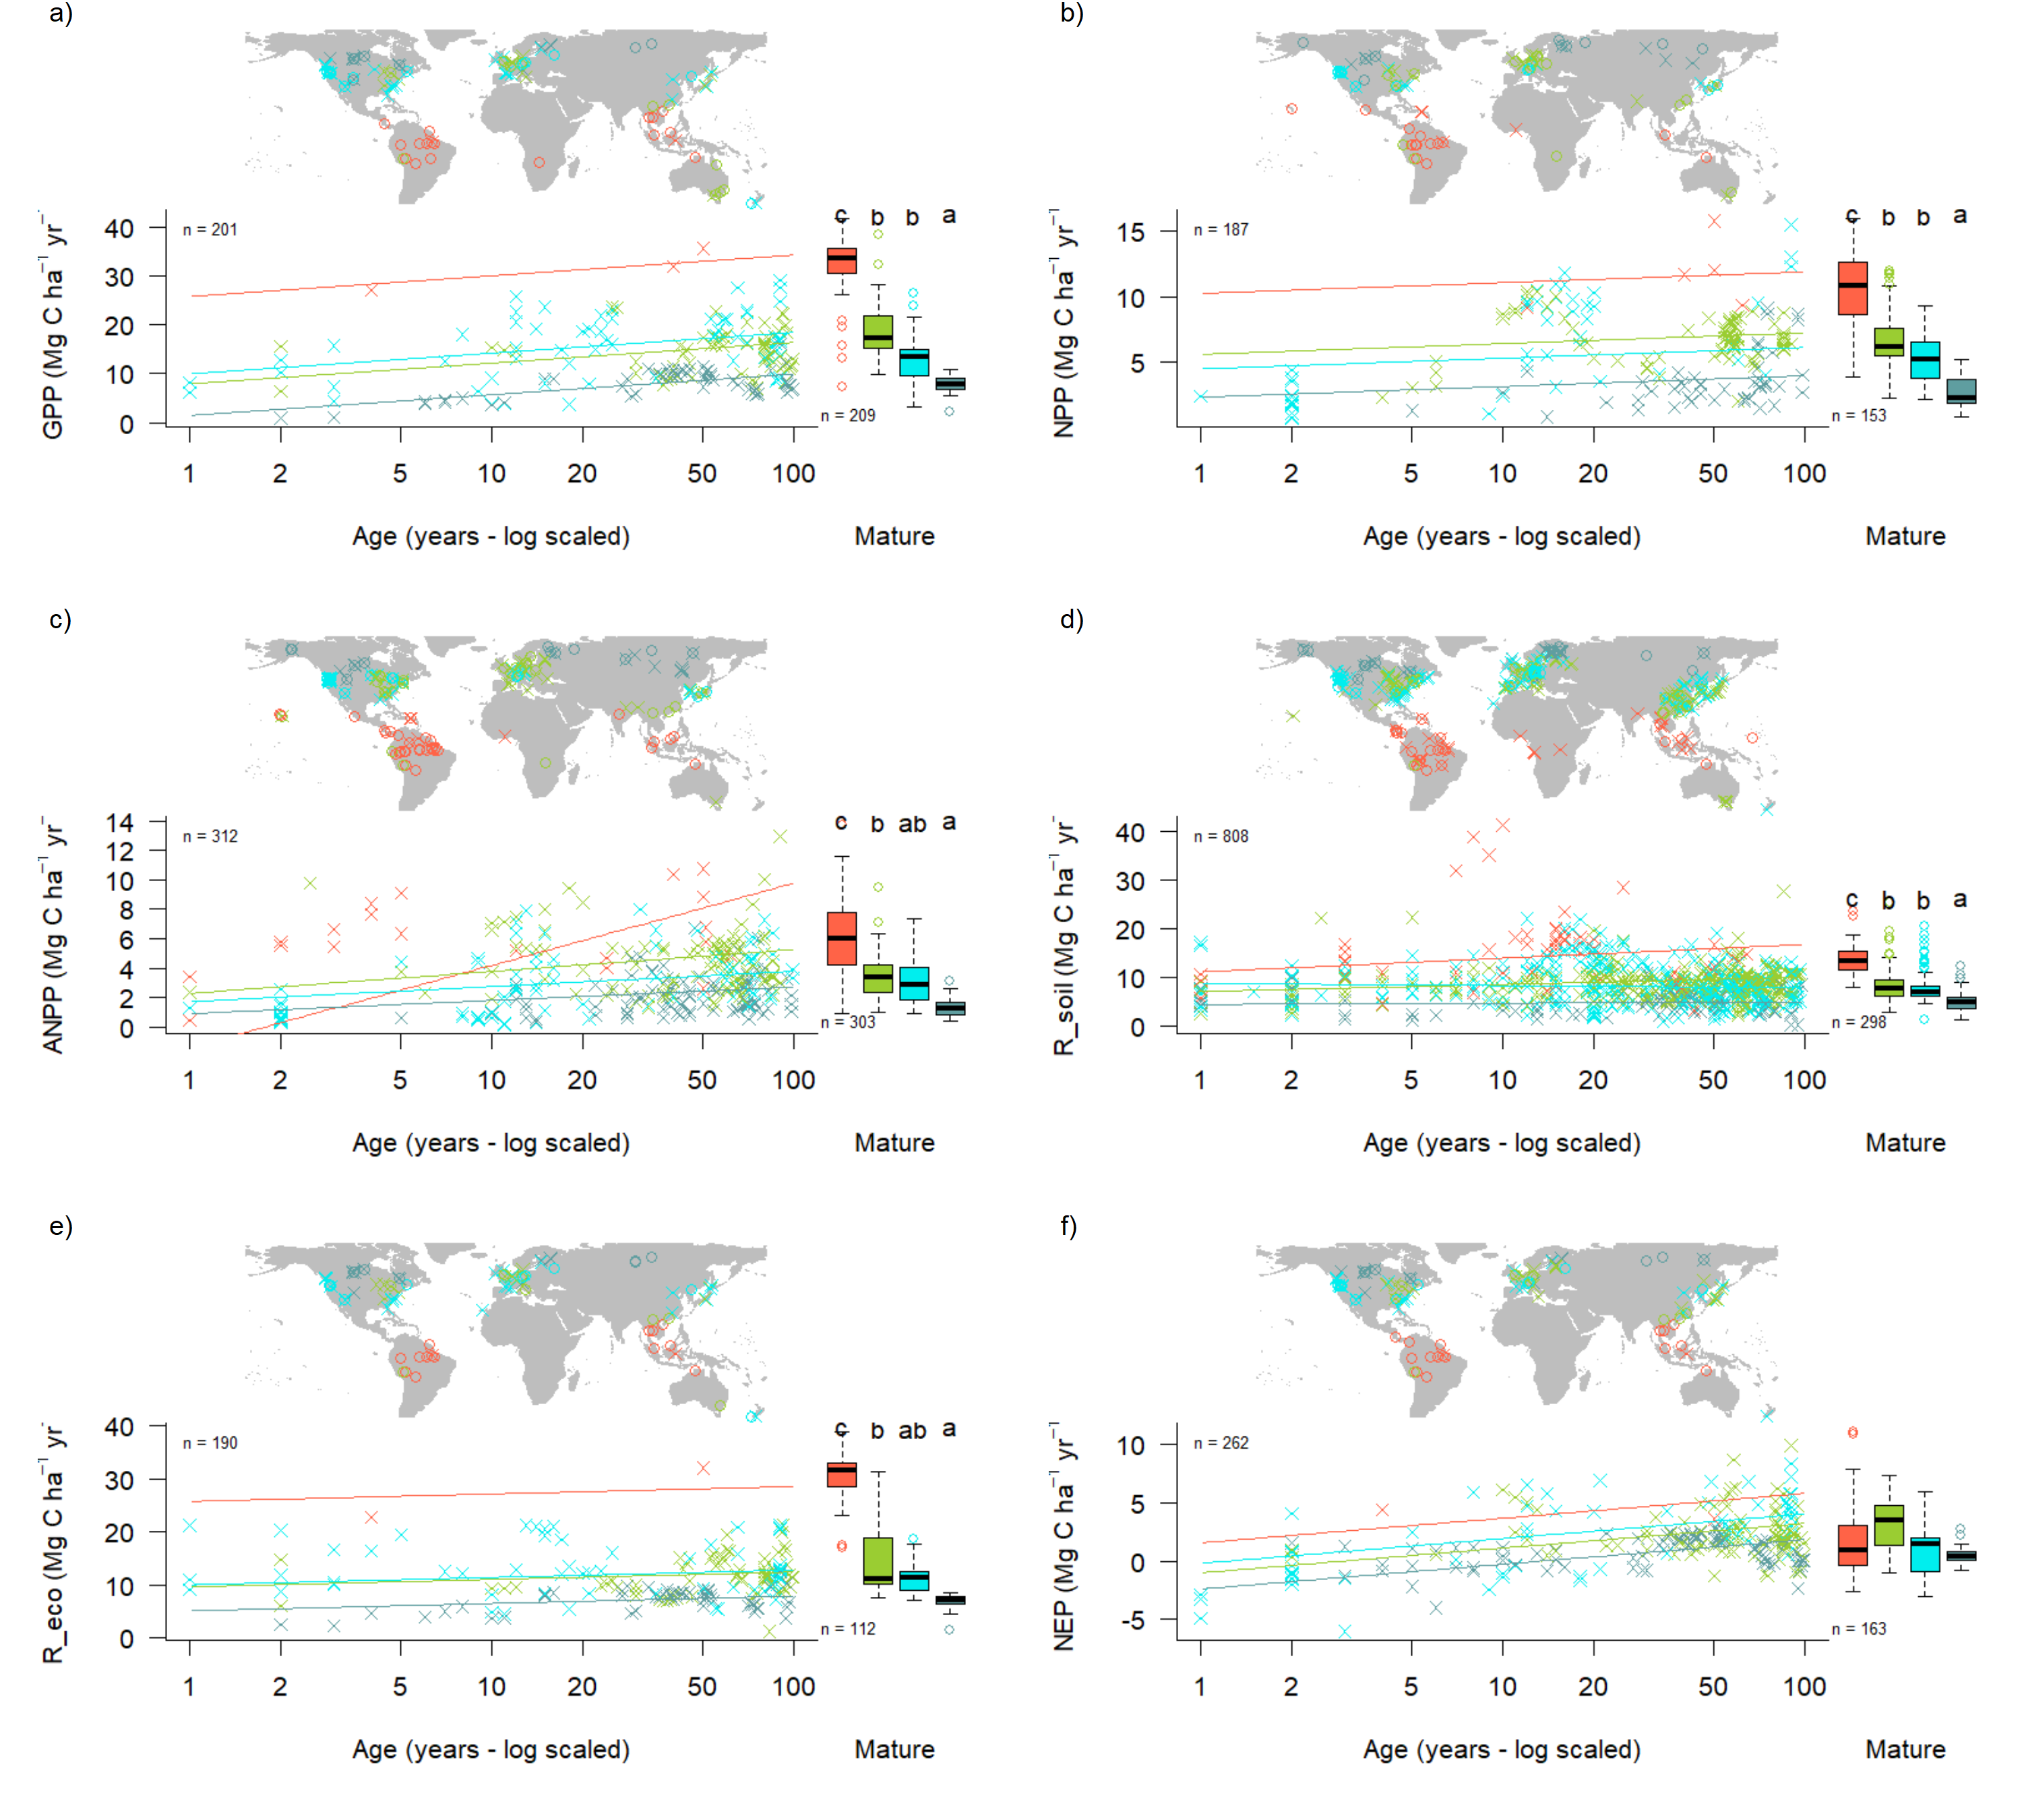 a)
c b b a
40
30
20
10
0
n = 201
n = 209
GPP (Mg C ha⁻¹ yr⁻
1 2 5 10 20 50 100
Age (years - log scaled) Mature
b)
c b b a
15
10
5
n = 187
n = 153
NPP (Mg C ha⁻¹ yr⁻¹
1 2 5 10 20 50 100
Age (years - log scaled) Mature
c)
c b ab a
14
12
10
8
6
4
2
0
n = 312
n = 303
ANPP (Mg C ha⁻¹ yr⁻
1 2 5 10 20 50 100
Age (years - log scaled) Mature
d)
c b b a
40
30
20
10
0
n = 808
n = 298
R_soil (Mg C ha⁻¹ yr⁻
1 2 5 10 20 50 100
Age (years - log scaled) Mature
e)
c b ab a
40
30
20
10
0
n = 190
n = 112
R_eco (Mg C ha⁻¹ yr⁻
1 2 5 10 20 50 100
Age (years - log scaled) Mature
f)
10
5
0
-5
n = 262
n = 163
NEP (Mg C ha⁻¹ yr⁻¹
1 2 5 10 20 50 100
Age (years - log scaled) Mature